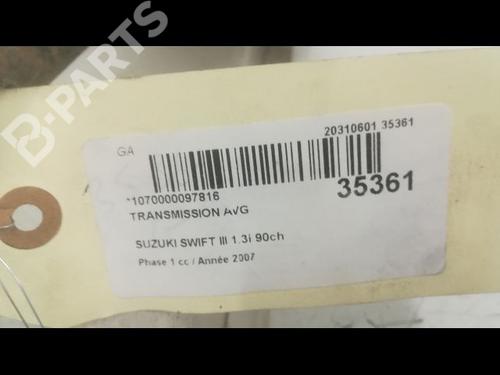 B-PARTS
20310601 35361
GA
*1070000097816
35361
TRANSMISSION AVG
SUZUKI SWIFT III 1.3i 90ch
Phase 1 cc / Année 2007